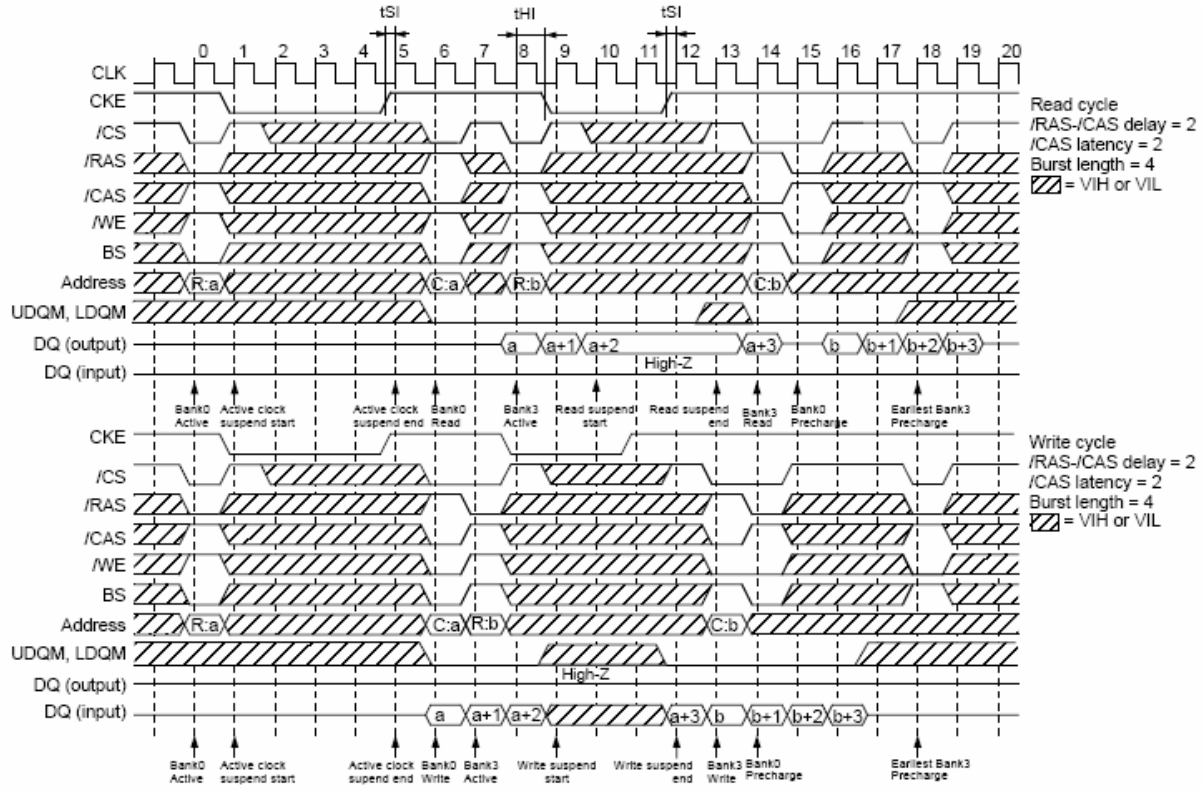 tSI tHI tSI
0 1 2 3 4 5 6 7 8 9 10 11 12 13 14 15 16 17 18 19 20
CLK
CKE
/CS
/RAS
/CAS
/WE
BS
Address R:a C:a R:b C:b
UDQM, LDQM
DQ (output) a a+1 a+2 a+3 b b+1 b+2 b+3
High-Z
DQ (input)
Bank0 Active clock Active clock Bank0 Bank3 Read suspend Read suspend Bank3 Bank0 Earliest Bank3
Active suspend start suspend end Read Active start end Read Precharge Precharge
Read cycle
/RAS-/CAS delay = 2
/CAS latency = 2
Burst length = 4
= VIH or VIL
CKE
/CS
/RAS
/CAS
/WE
BS
Address R:a C:a R:b C:b
UDQM, LDQM
High-Z
DQ (output)
DQ (input) a a+1 a+2 a+3 b b+1 b+2 b+3
Bank0 Active clock Active clock Bank0 Bank3 Write suspend Write suspend Bank3 Bank0 Earliest Bank3
Active suspend start supend end Write Active start end Write Precharge Precharge
Write cycle
/RAS-/CAS delay = 2
/CAS latency = 2
Burst length = 4
= VIH or VIL